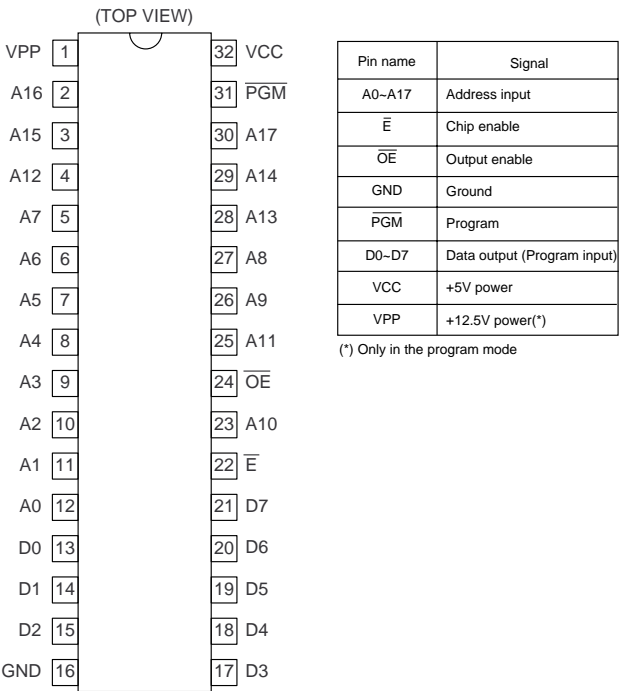 (TOP VIEW)
VPP 1 32 VCC
A16 2 31 P̅G̅M̅
A15 3 30 A17
A12 4 29 A14
A7 5 28 A13
A6 6 27 A8
A5 7 26 A9
A4 8 25 A11
A3 9 24 O̅E̅
A2 10 23 A10
A1 11 22 E̅
A0 12 21 D7
D0 13 20 D6
D1 14 19 D5
D2 15 18 D4
GND 16 17 D3
Pin name Signal
A0~A17 Address input
E̅ Chip enable
O̅E̅ Output enable
GND Ground
P̅G̅M̅ Program
D0~D7 Data output (Program input)
VCC +5V power
VPP +12.5V power(*)
(*) Only in the program mode